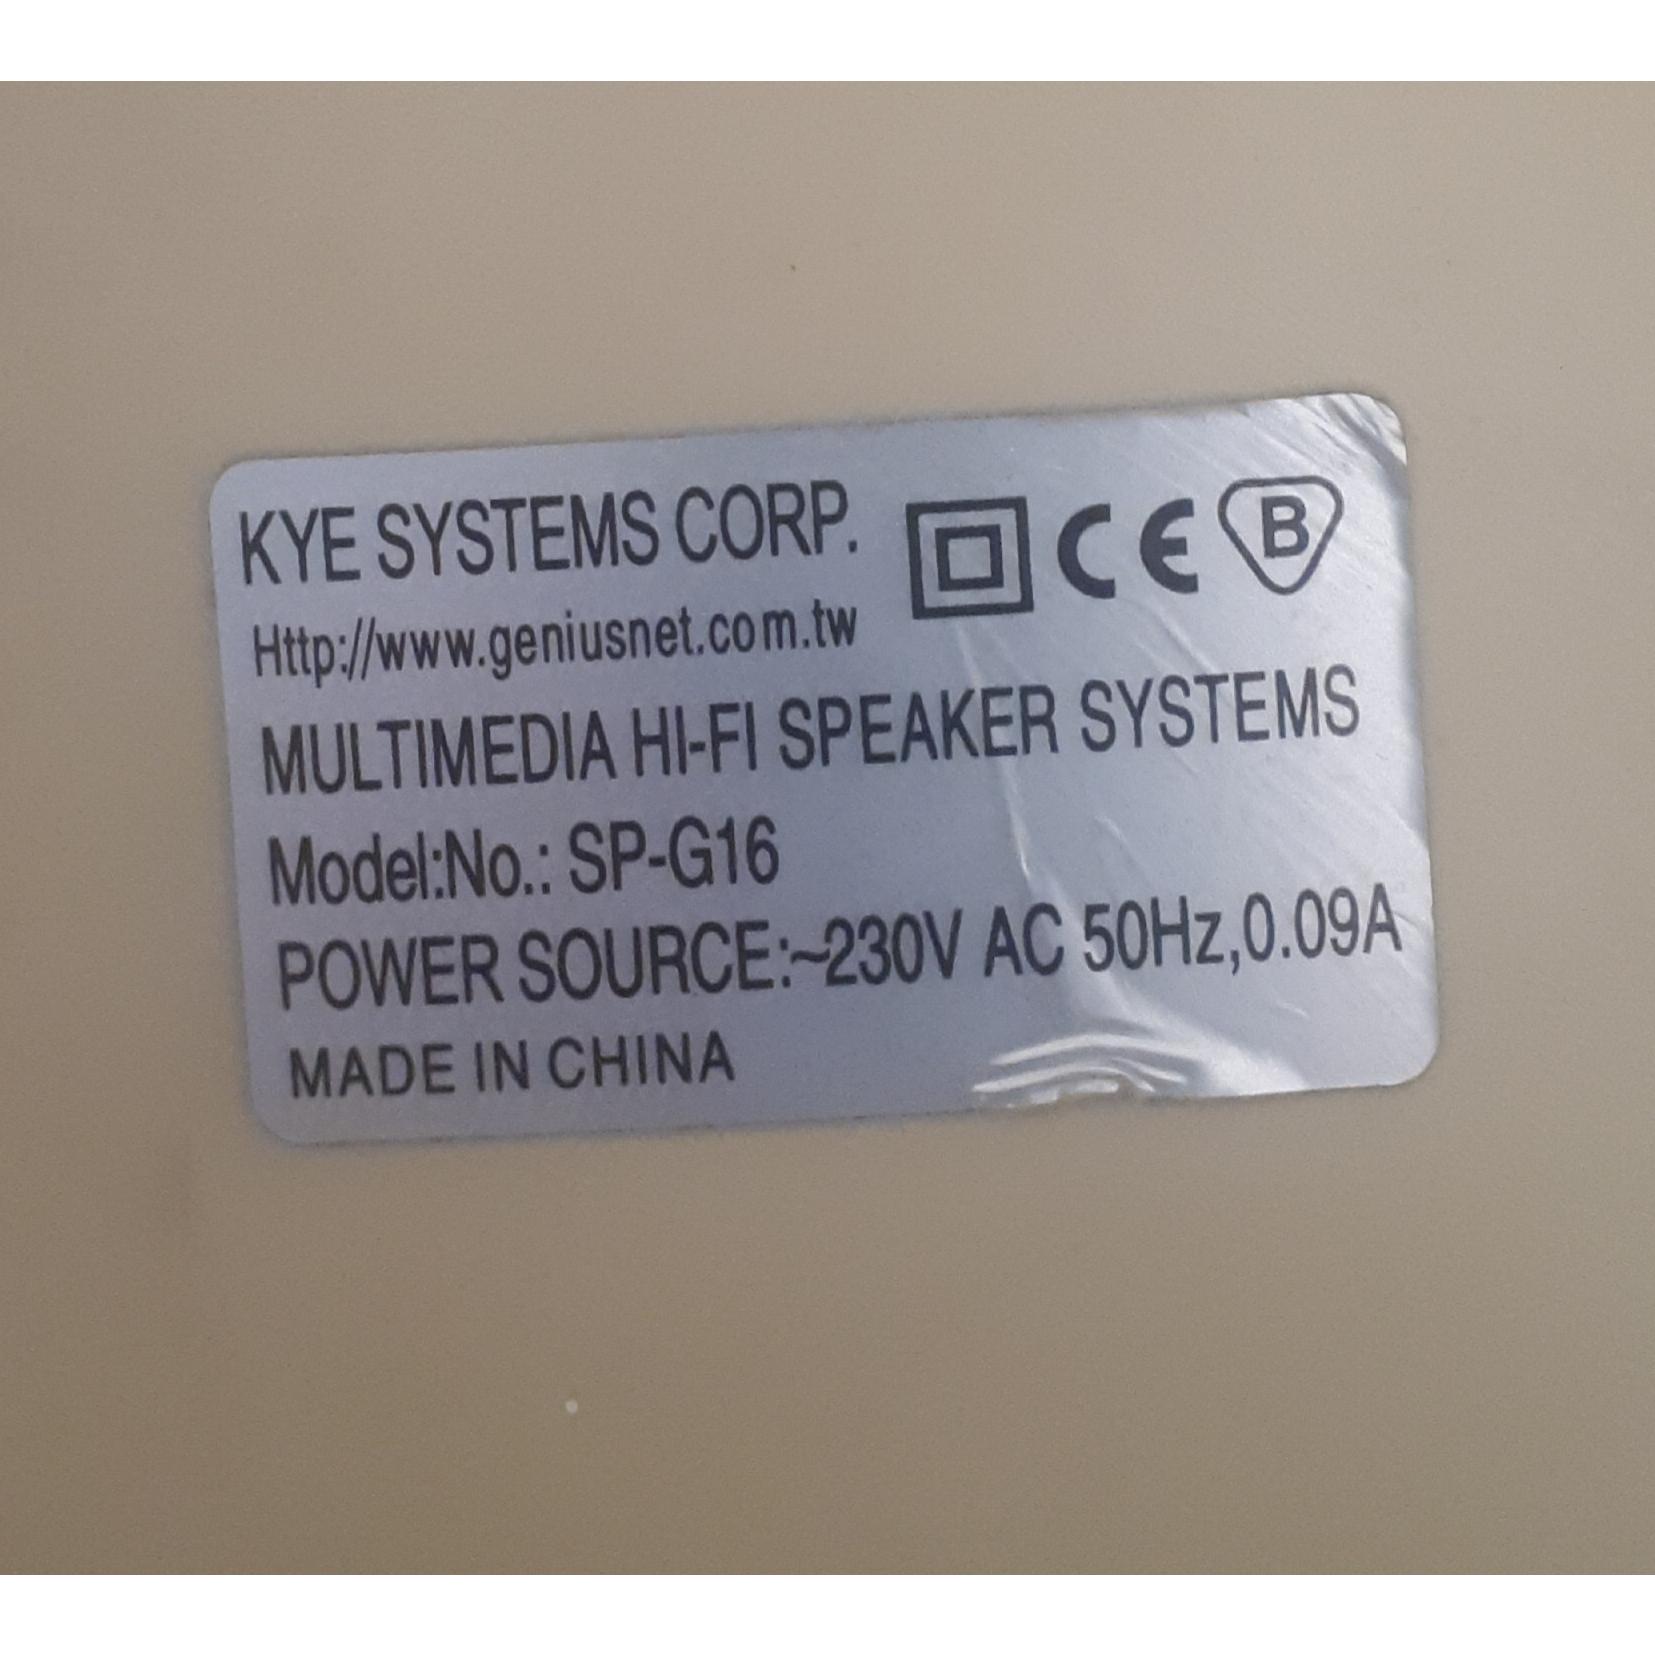 KYE SYSTEMS CORP. CE B
Http://www.geniusnet.com.tw
MULTIMEDIA HI-FI SPEAKER SYSTEMS
Model:No.: SP-G16
POWER SOURCE:~230V AC 50Hz,0.09A
MADE IN CHINA